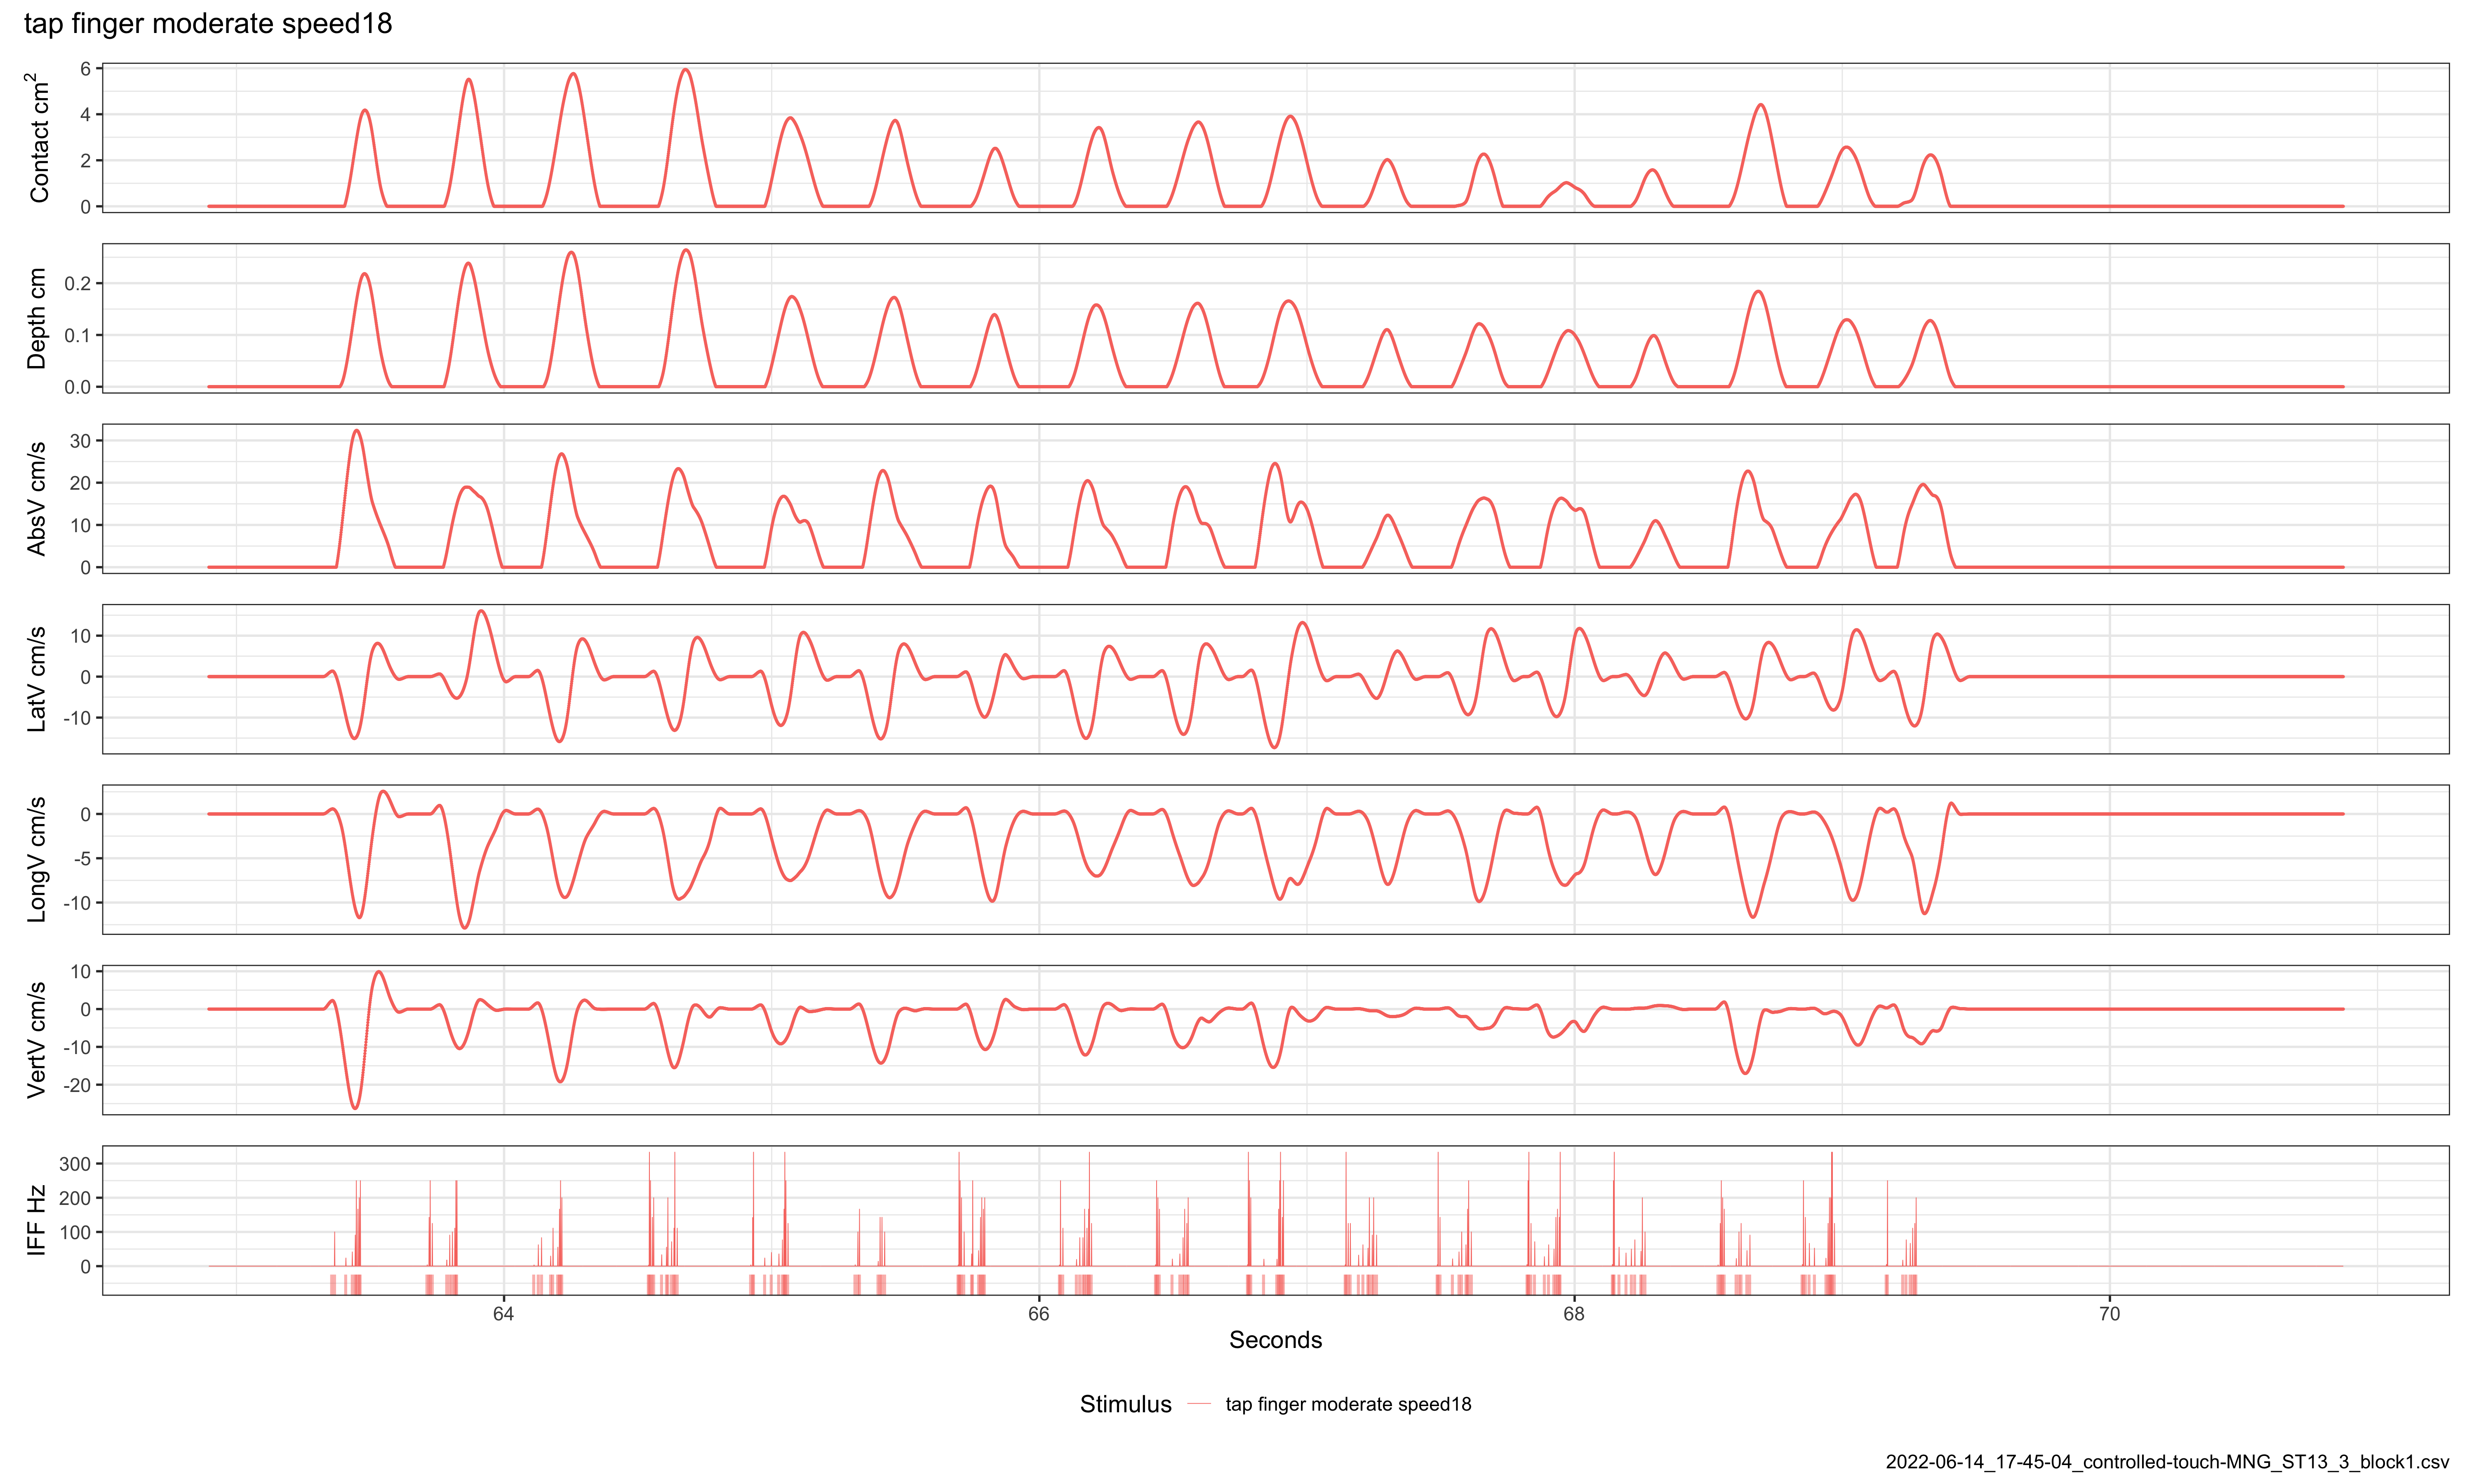 tap finger moderate speed18
Contact cm²
6
4
2
0
Depth cm
0.2
0.1
0.0
AbsV cm/s
30
20
10
0
LatV cm/s
10
0
-10
LongV cm/s
0
-5
-10
VertV cm/s
10
0
-10
-20
IFF Hz
300
200
100
0
64 66 68 70
Seconds
Stimulus tap finger moderate speed18
2022-06-14_17-45-04_controlled-touch-MNG_ST13_3_block1.csv